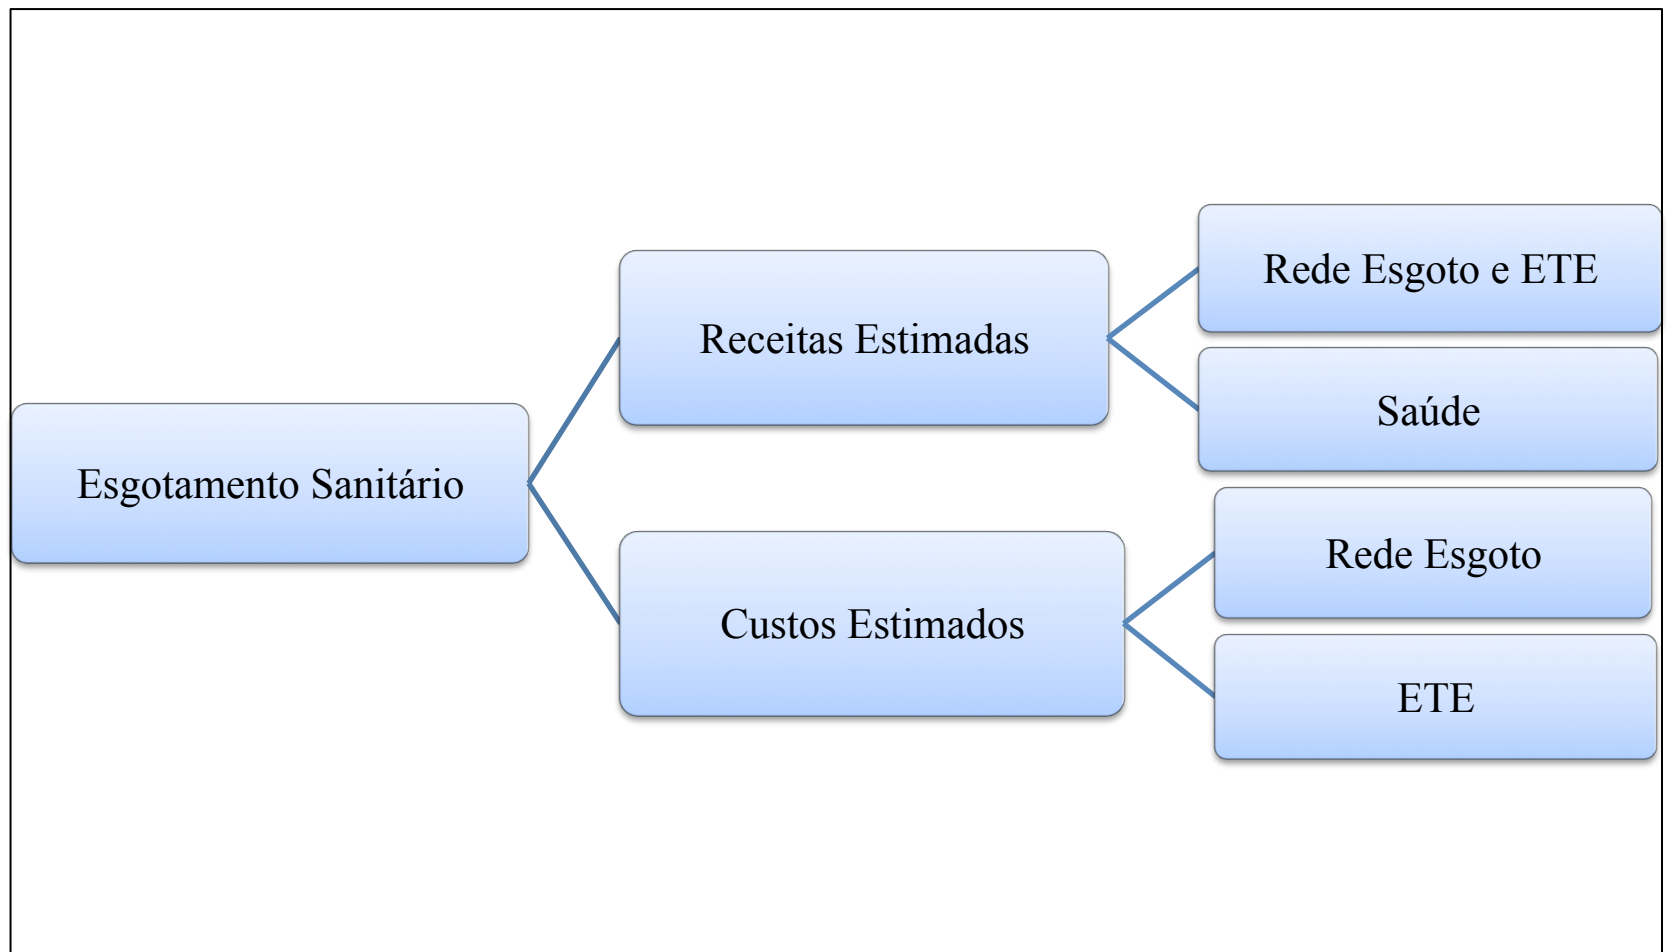 Esgotamento Sanitário
Receitas Estimadas
Rede Esgoto e ETE
Saúde
Custos Estimados
Rede Esgoto
ETE